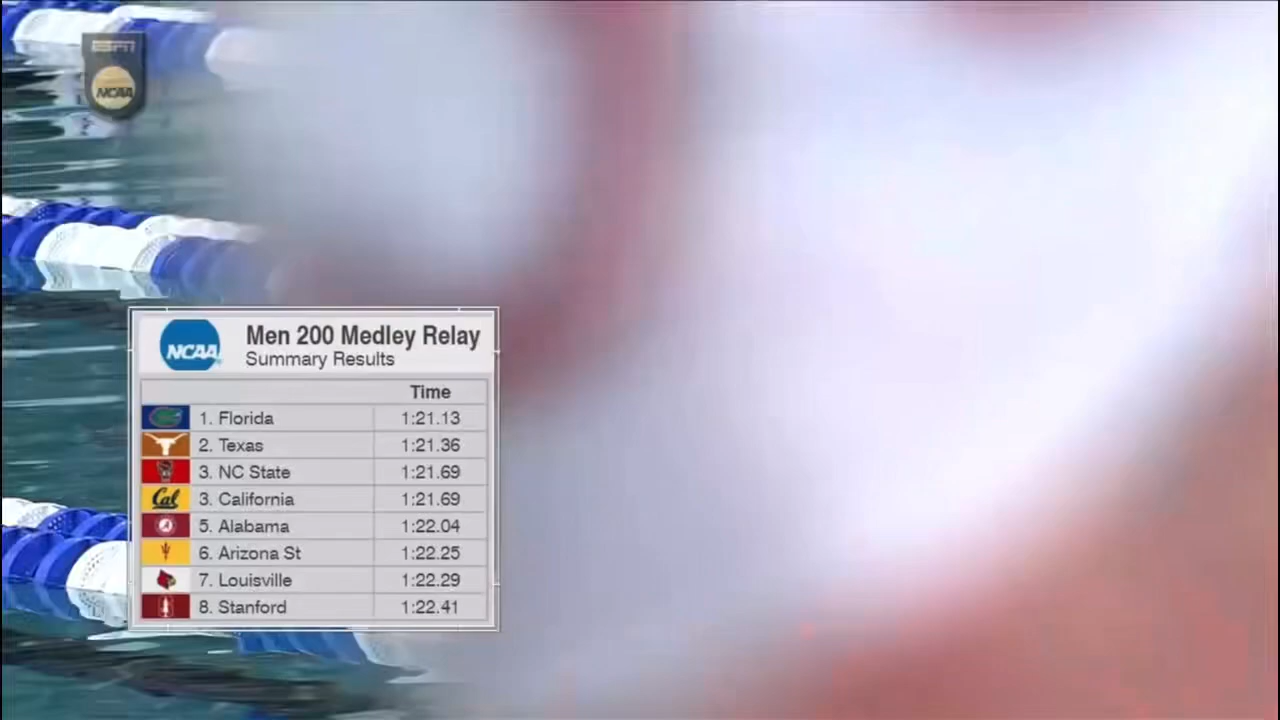 ESPN
NCAA
NCAA
Men 200 Medley Relay
Summary Results
Time
1. Florida 1:21.13
2. Texas 1:21.36
3. NC State 1:21.69
Cal 3. California 1:21.69
5. Alabama 1:22.04
6. Arizona St 1:22.25
7. Louisville 1:22.29
8. Stanford 1:22.41